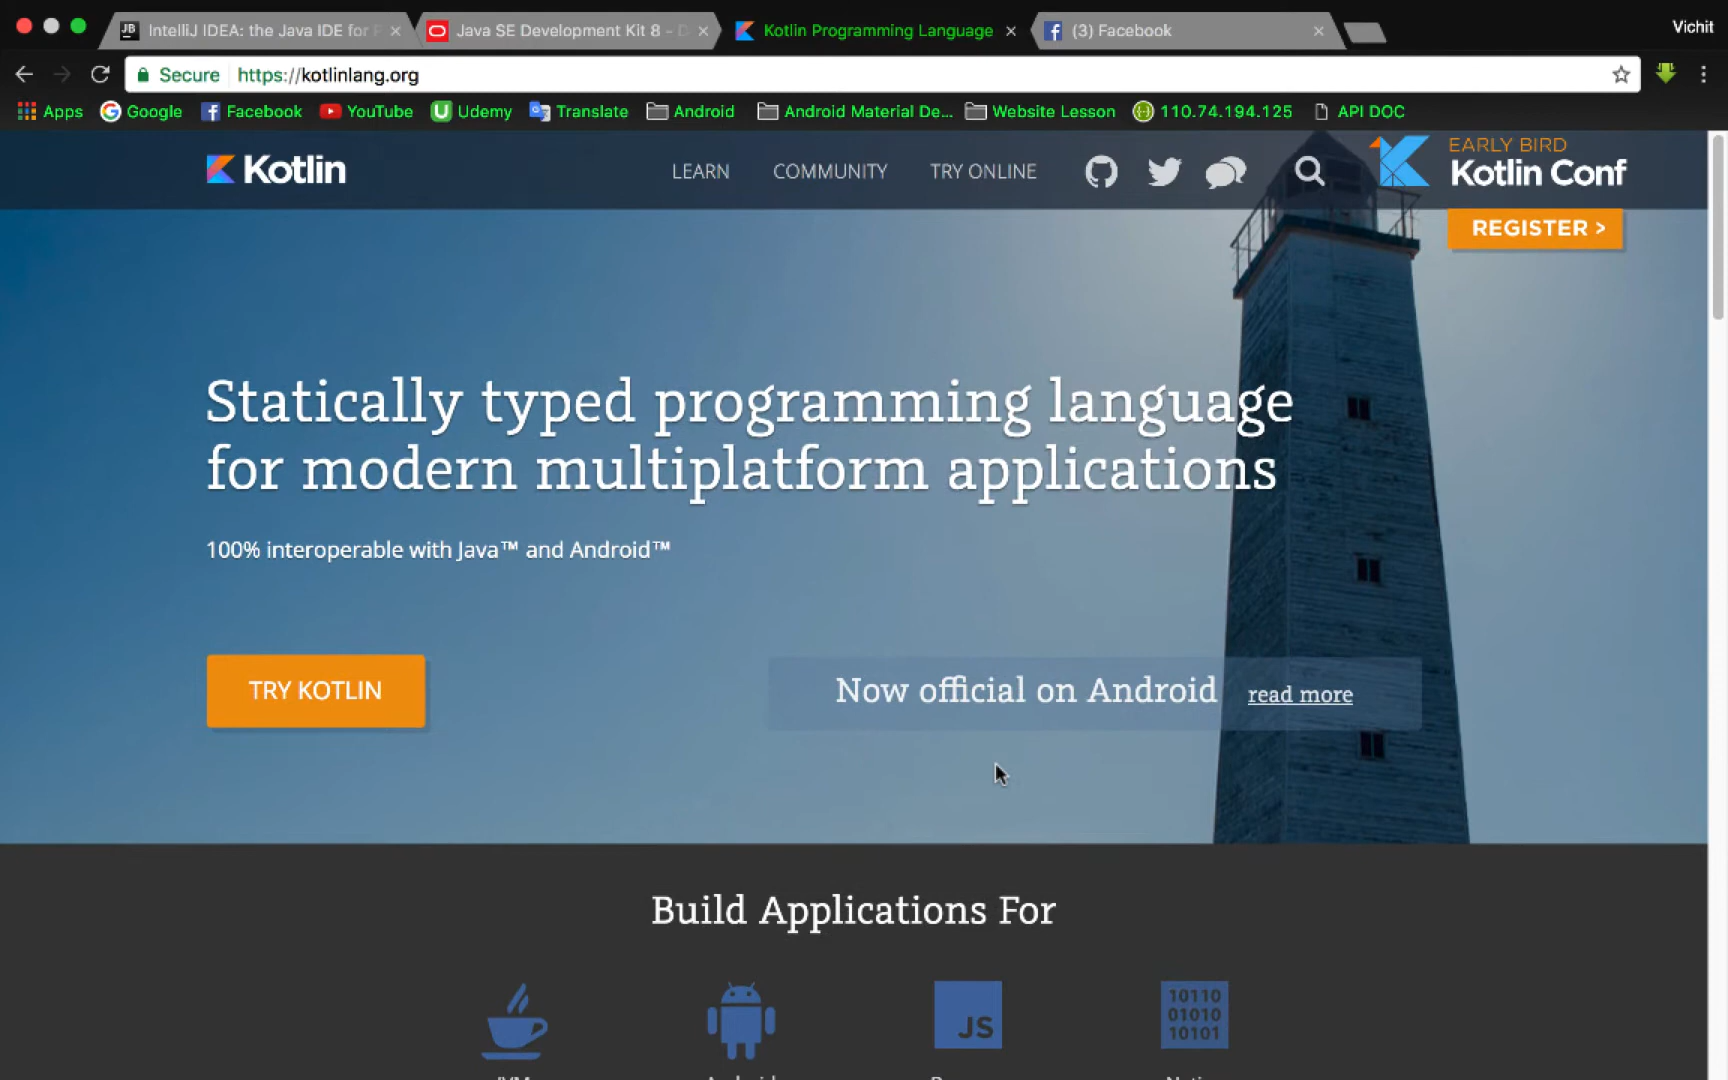 IntelliJ IDEA: the Java IDE for
Java SE Development Kit 8 -
Kotlin Programming Language
(3) Facebook
Vichit
Secure
https://kotlinlang.org
Apps
Google
Facebook
YouTube
Udemy
Translate
Android
Android Material De...
Website Lesson
110.74.194.125
API DOC
Kotlin
LEARN
COMMUNITY
TRY ONLINE
EARLY BIRD
Kotlin Conf
REGISTER >
Statically typed programming language
for modern multiplatform applications
100% interoperable with Java™ and Android™
TRY KOTLIN
Now official on Android
read more
Build Applications For
JS
10110
01010
10101